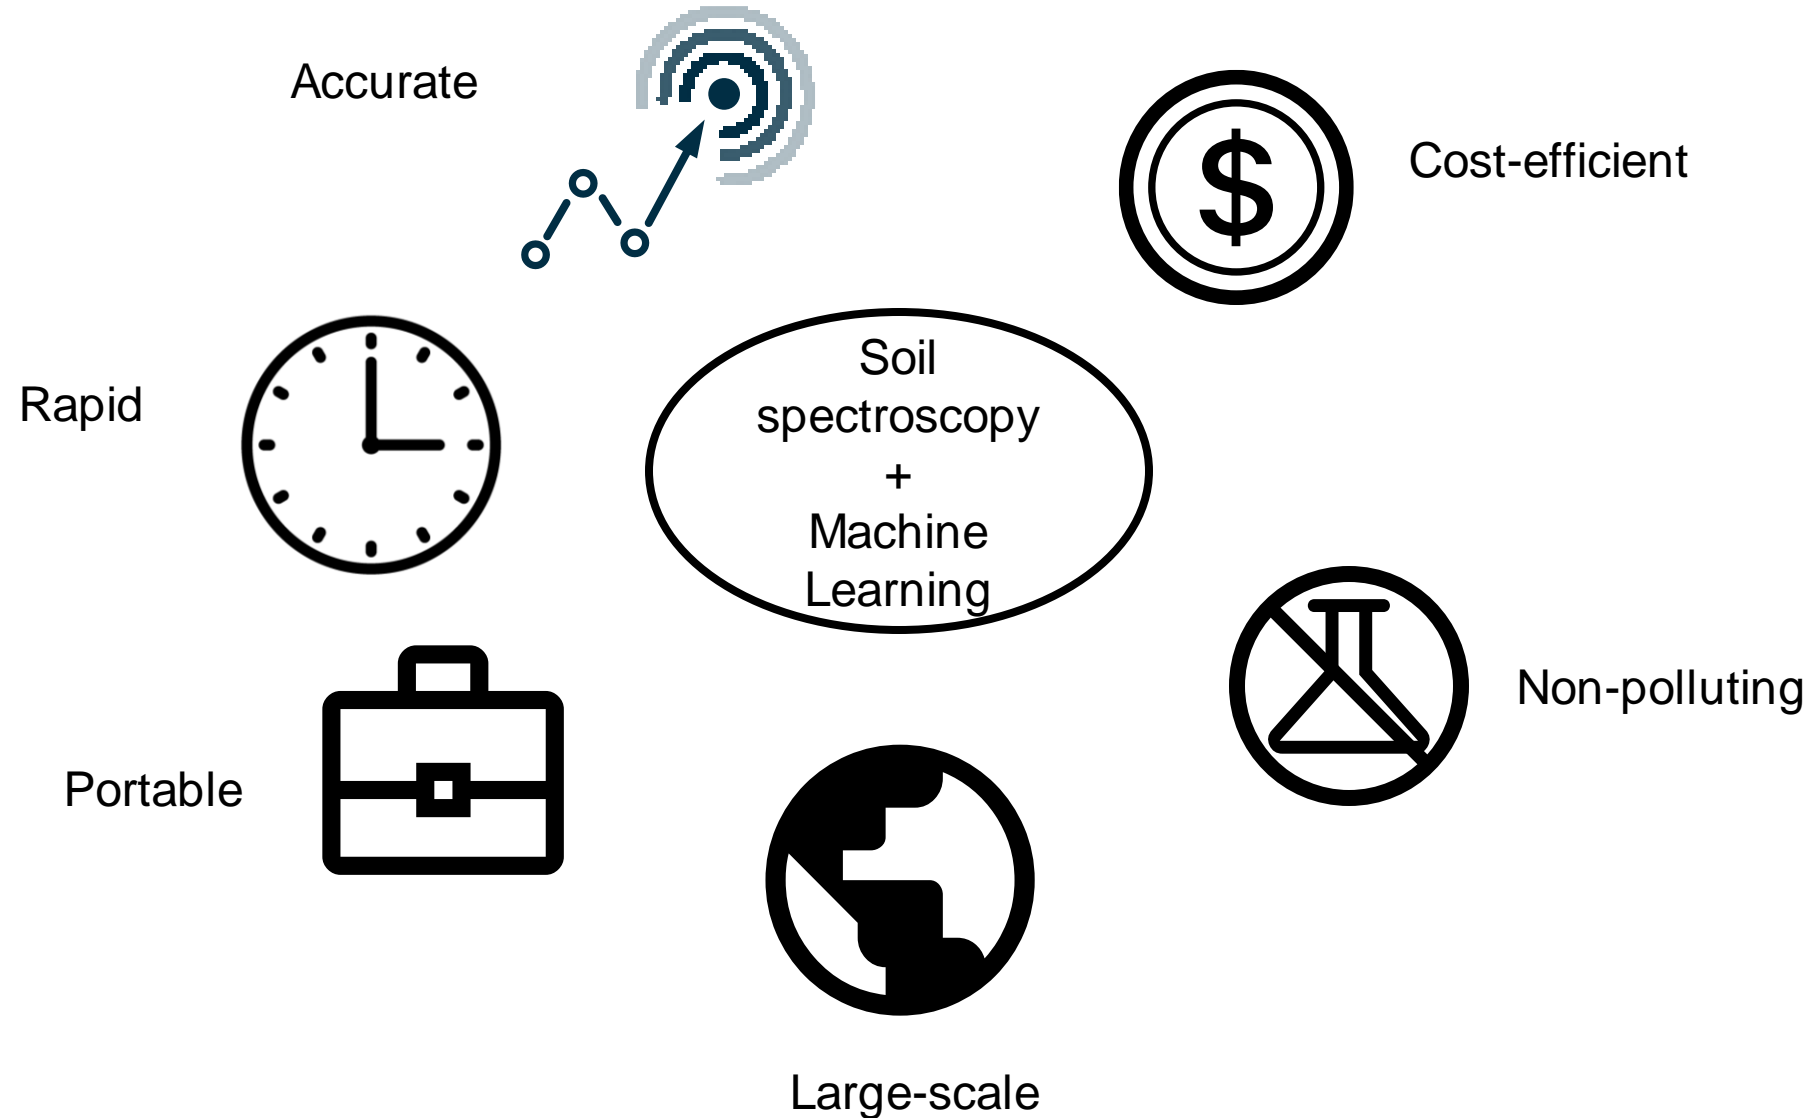 Accurate
Cost-efficient
$
Rapid
Soil
spectroscopy
+
Machine
Learning
Non-polluting
Portable
Large-scale